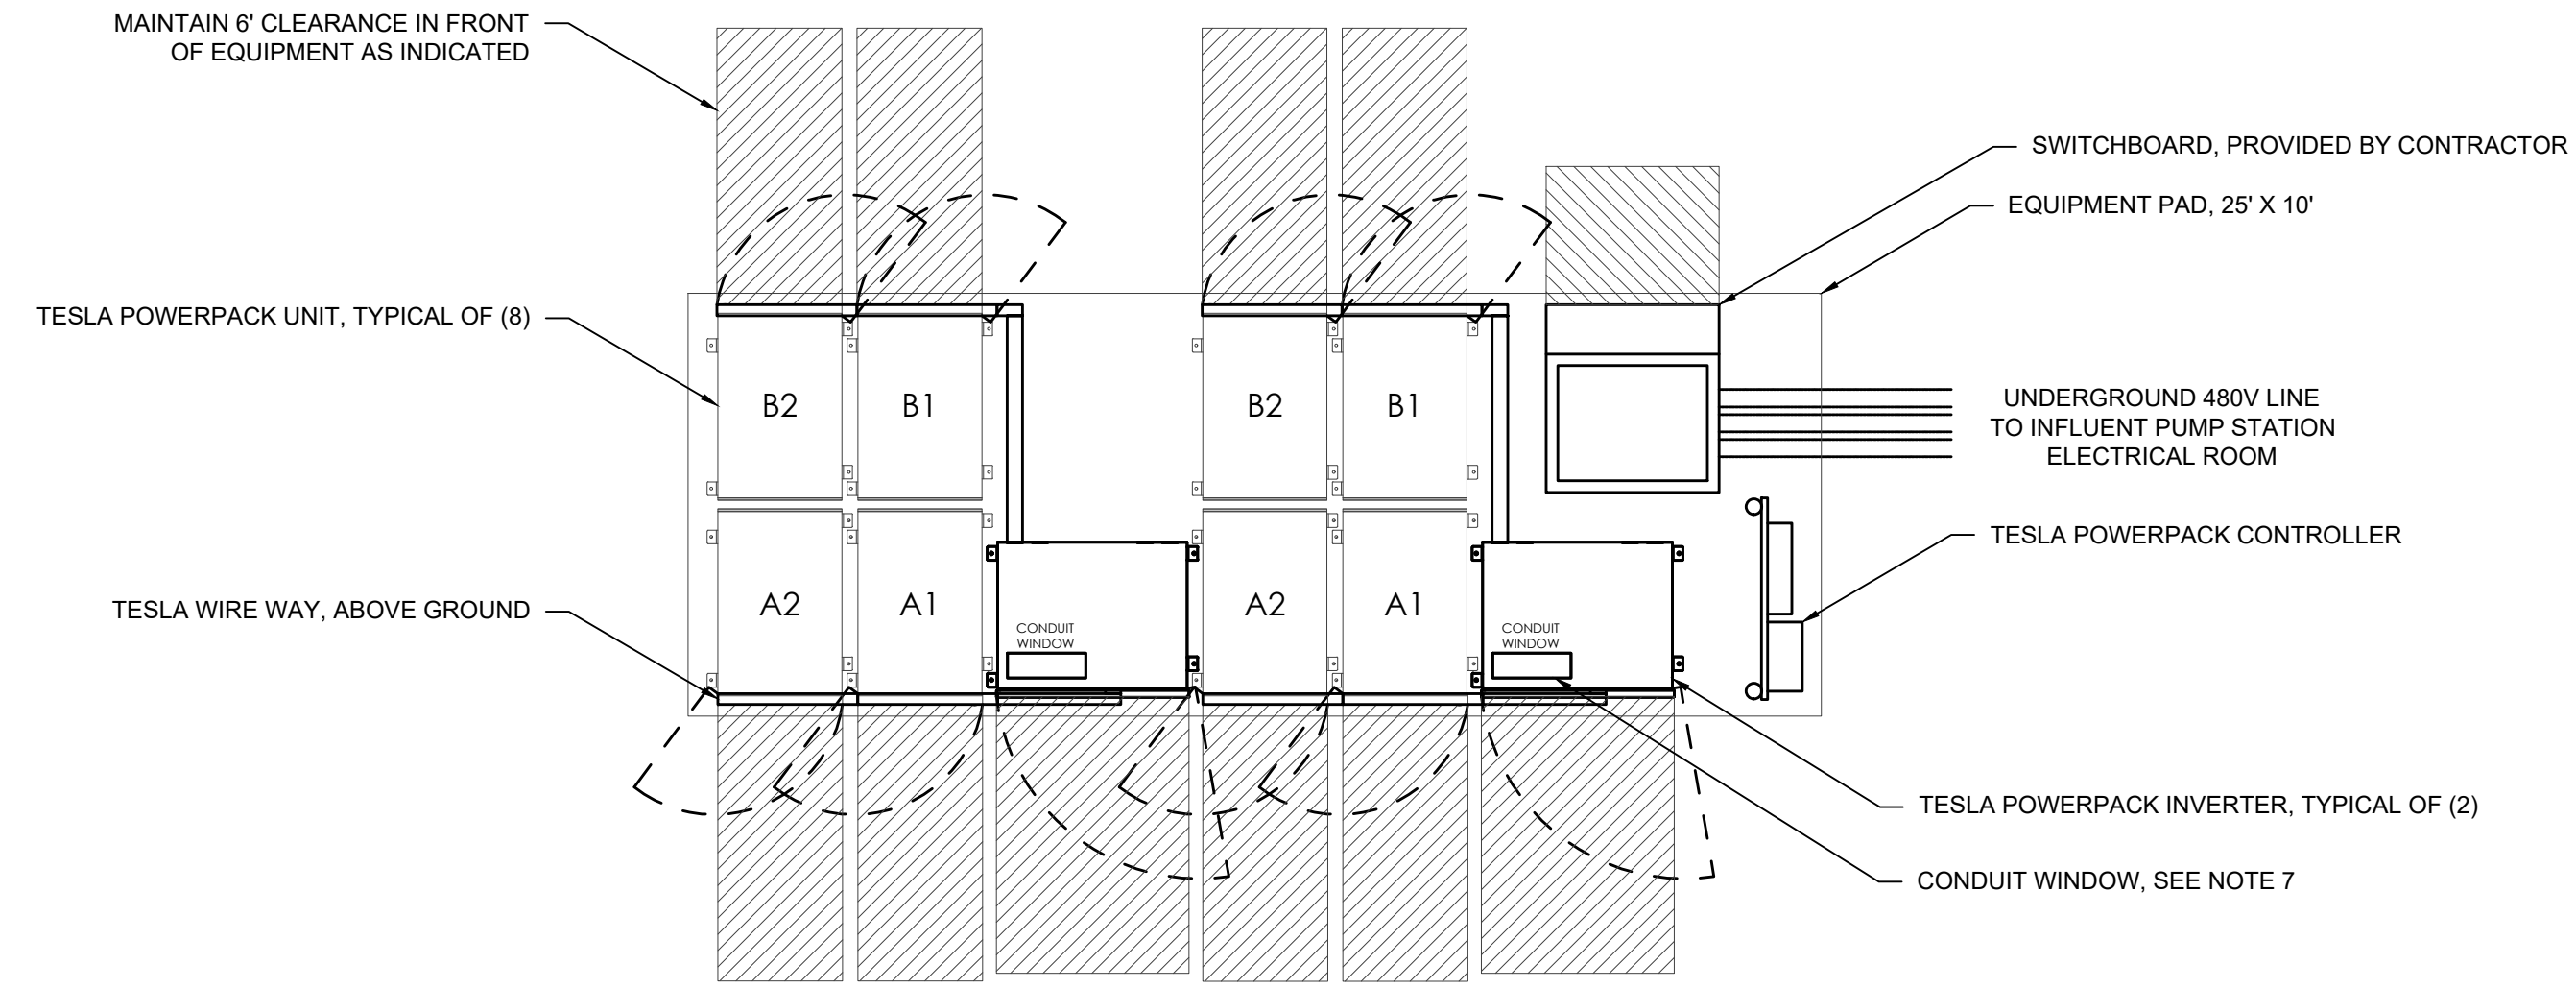 MAINTAIN 6' CLEARANCE IN FRONT
OF EQUIPMENT AS INDICATED
SWITCHBOARD, PROVIDED BY CONTRACTOR
EQUIPMENT PAD, 25' X 10'
TESLA POWERPACK UNIT, TYPICAL OF (8)
B2
B1
B2
B1
UNDERGROUND 480V LINE
TO INFLUENT PUMP STATION
ELECTRICAL ROOM
TESLA POWERPACK CONTROLLER
TESLA WIRE WAY, ABOVE GROUND
A2
A1
CONDUIT
WINDOW
A2
A1
CONDUIT
WINDOW
TESLA POWERPACK INVERTER, TYPICAL OF (2)
CONDUIT WINDOW, SEE NOTE 7